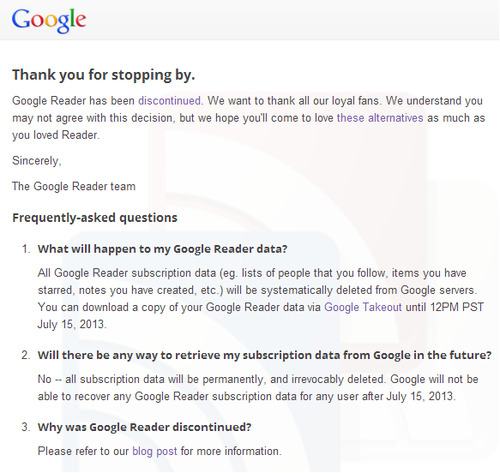 Google
Thank you for stopping by.
Google Reader has been discontinued. We want to thank all our loyal fans. We understand you
may not agree with this decision, but we hope you'll come to love these alternatives as much as
you loved Reader.
Sincerely,
The Google Reader team
Frequently-asked questions
1. What will happen to my Google Reader data?
All Google Reader subscription data (eg. lists of people that you follow, items you have
starred, notes you have created, etc.) will be systematically deleted from Google servers.
You can download a copy of your Google Reader data via Google Takeout until 12PM PST
July 15, 2013.
2. Will there be any way to retrieve my subscription data from Google in the future?
No -- all subscription data will be permanently, and irrevocably deleted. Google will not be
able to recover any Google Reader subscription data for any user after July 15, 2013.
3. Why was Google Reader discontinued?
Please refer to our blog post for more information.